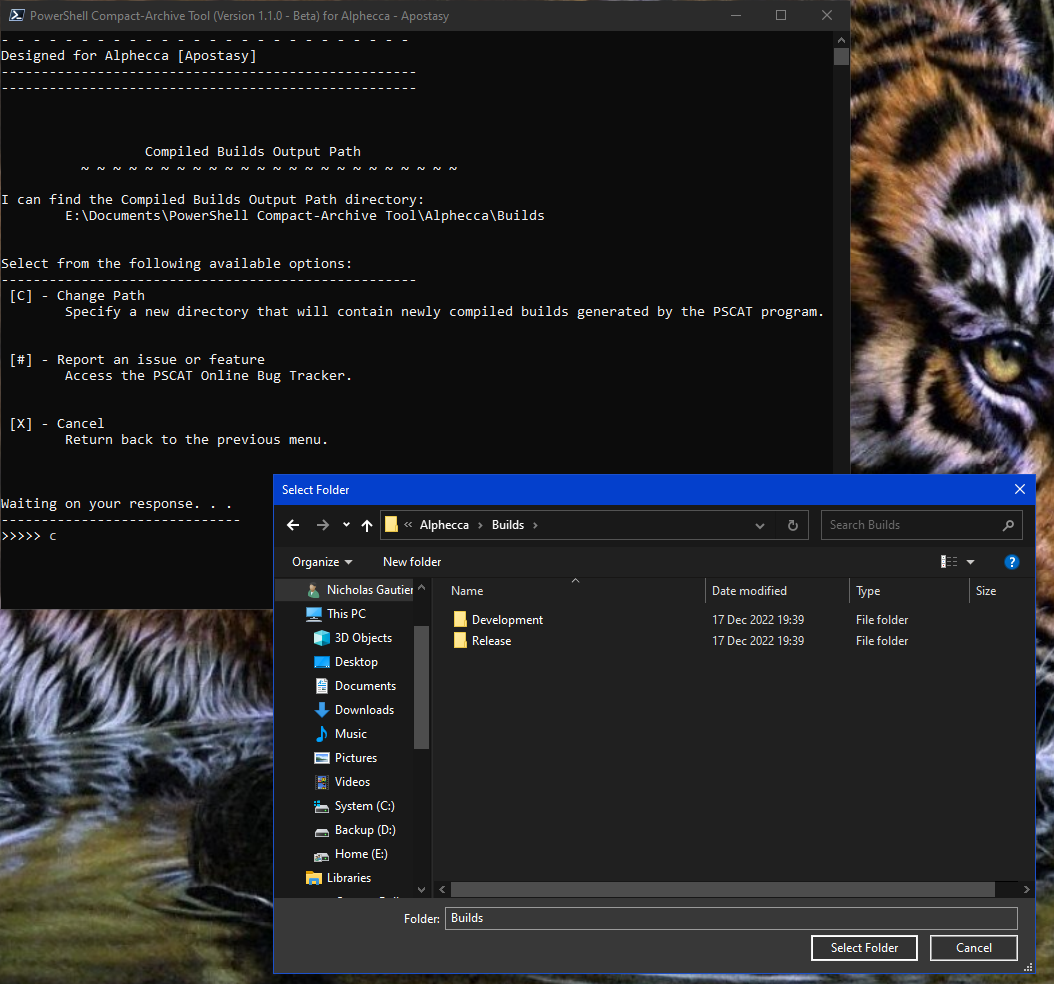 PowerShell Compact-Archive Tool (Version 1.1.0 - Beta) for Alphecca - Apostasy
- - - - - - - - - - - - - - - - - - - - - - - - - -
Designed for Alphecca [Apostasy]
----------------------------------------------------
----------------------------------------------------
Compiled Builds Output Path
~ ~ ~ ~ ~ ~ ~ ~ ~ ~ ~ ~ ~ ~ ~ ~ ~ ~ ~ ~ ~ ~ ~ ~
I can find the Compiled Builds Output Path directory:
E:\Documents\PowerShell Compact-Archive Tool\Alphecca\Builds
Select from the following available options:
----------------------------------------------------
[C] - Change Path
Specify a new directory that will contain newly compiled builds generated by the PSCAT program.
[#] - Report an issue or feature
Access the PSCAT Online Bug Tracker.
[X] - Cancel
Return back to the previous menu.
Waiting on your response. . .
------------------------------
>>>>> c
Select Folder
« Alphecca › Builds ›
Search Builds
Organize
New folder
Name Date modified Type Size
Development 17 Dec 2022 19:39 File folder
Release 17 Dec 2022 19:39 File folder
Nicholas Gautier
This PC
3D Objects
Desktop
Documents
Downloads
Music
Pictures
Videos
System (C:)
Backup (D:)
Home (E:)
Libraries
Folder: Builds
Select Folder
Cancel